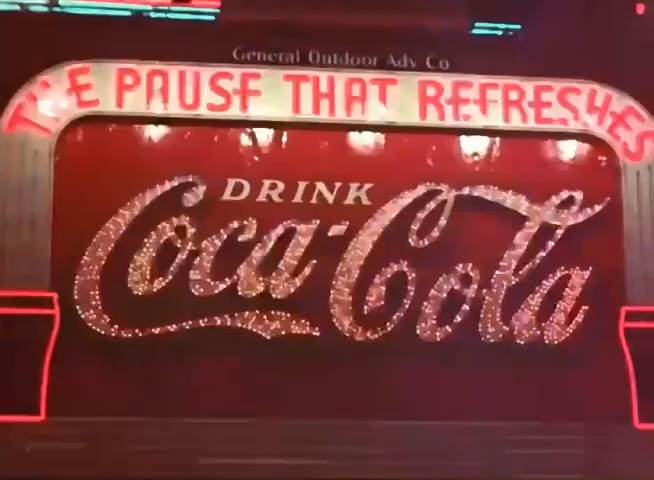 General Outdoor Adv Co
THE PAUSE THAT REFRESHES
DRINK
Coca-Cola